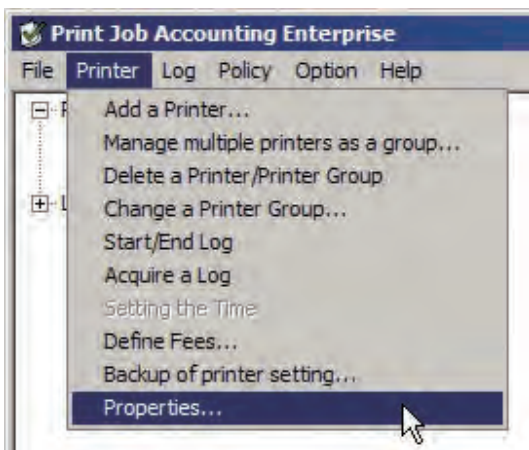 Print Job Accounting Enterprise
File Printer Log Policy Option Help
Add a Printer...
Manage multiple printers as a group...
Delete a Printer/Printer Group
Change a Printer Group...
Start/End Log
Acquire a Log
Setting the Time
Define Fees...
Backup of printer setting...
Properties...